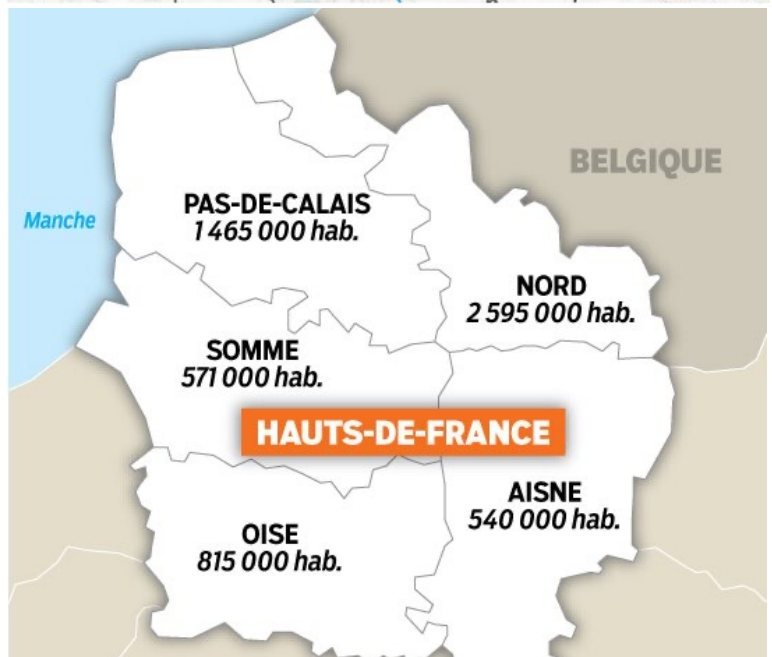 BELGIQUE
Manche
PAS-DE-CALAIS
1 465 000 hab.
NORD
2 595 000 hab.
SOMME
571 000 hab.
HAUTS-DE-FRANCE
AISNE
540 000 hab.
OISE
815 000 hab.